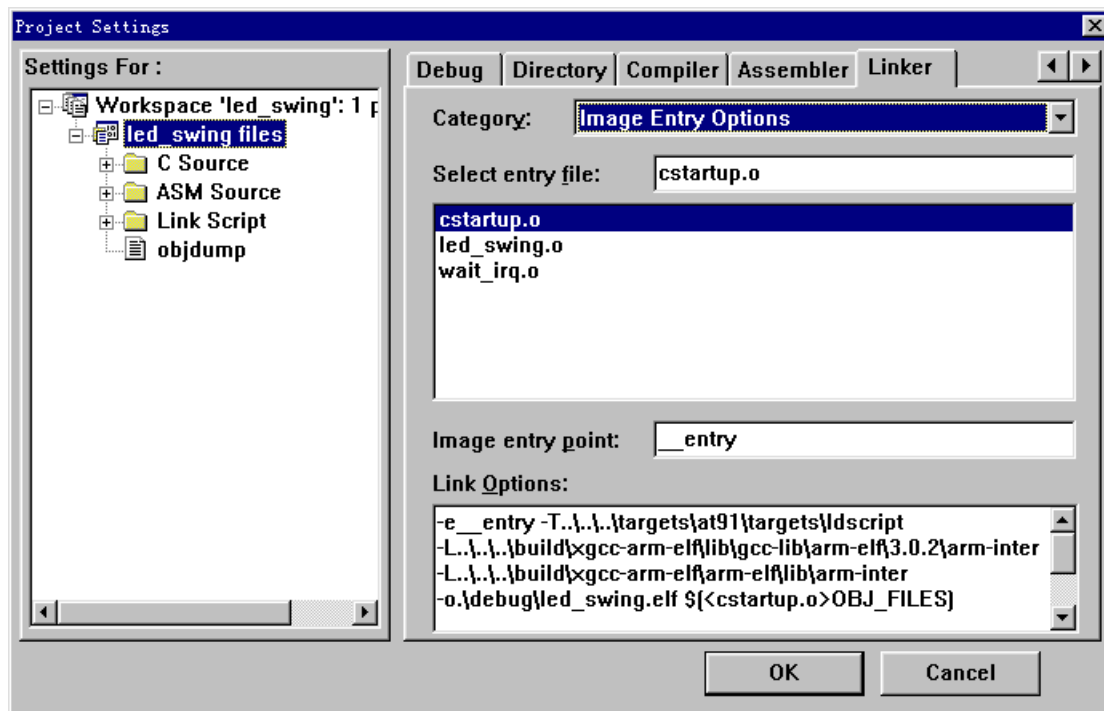 Project Settings
Settings For :
Workspace 'led_swing': 1 p
led_swing files
C Source
ASM Source
Link Script
objdump
Debug
Directory
Compiler
Assembler
Linker
Category:
Image Entry Options
Select entry file:
cstartup.o
cstartup.o
led_swing.o
wait_irq.o
Image entry point:
__entry
Link Options:
-e__entry -T..\..\..\targets\at91\targets\ldscript
-L..\..\..\build\xgcc-arm-elf\lib\gcc-lib\arm-elf\3.0.2\arm-inter
-L..\..\..\build\xgcc-arm-elf\arm-elf\lib\arm-inter
-o.\debug\led_swing.elf $(<cstartup.o>OBJ_FILES)
OK
Cancel